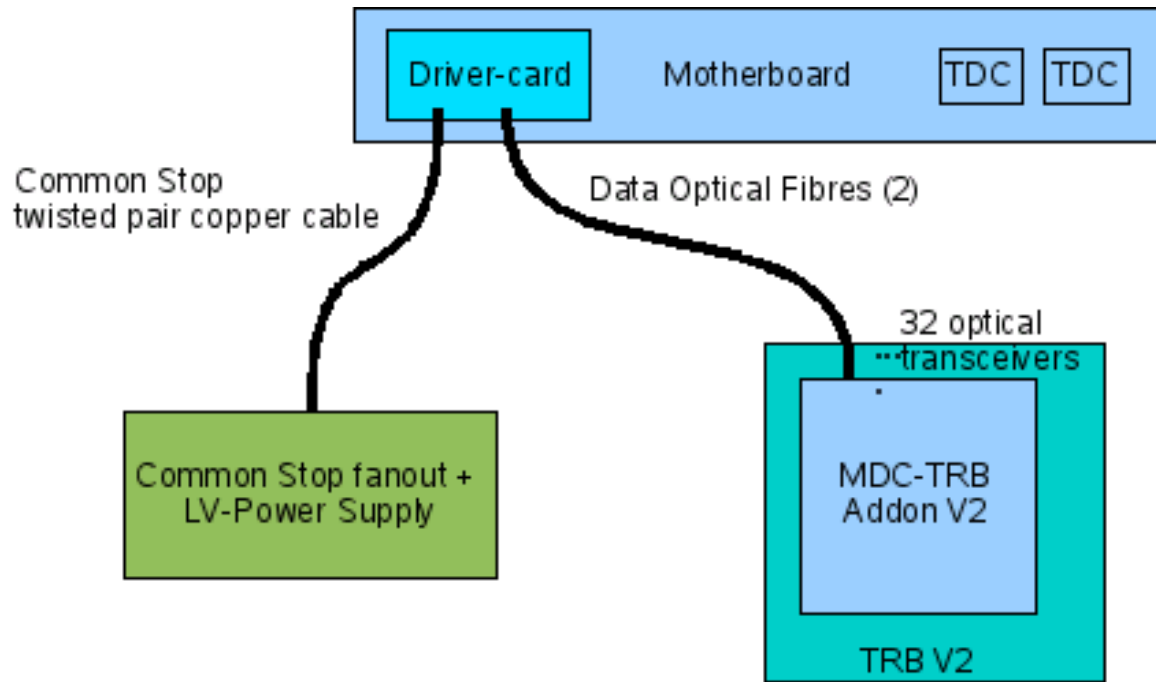 Driver-card
Motherboard
TDC
TDC
Common Stop
twisted pair copper cable
Data Optical Fibres (2)
32 optical
transceivers
Common Stop fanout +
LV-Power Supply
MDC-TRB
Addon V2
TRB V2